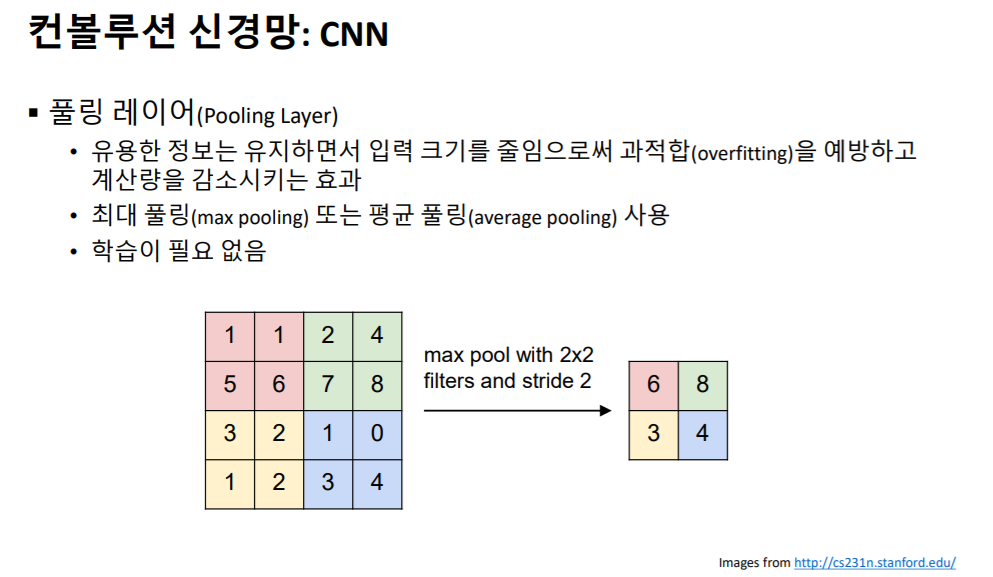 컨볼루션 신경망: CNN
▪ 풀링 레이어(Pooling Layer)
• 유용한 정보는 유지하면서 입력 크기를 줄임으로써 과적합(overfitting)을 예방하고
계산량을 감소시키는 효과
• 최대 풀링(max pooling) 또는 평균 풀링(average pooling) 사용
• 학습이 필요 없음
1 1 2 4
5 6 7 8
3 2 1 0
1 2 3 4
max pool with 2x2
filters and stride 2
6 8
3 4
Images from http://cs231n.stanford.edu/